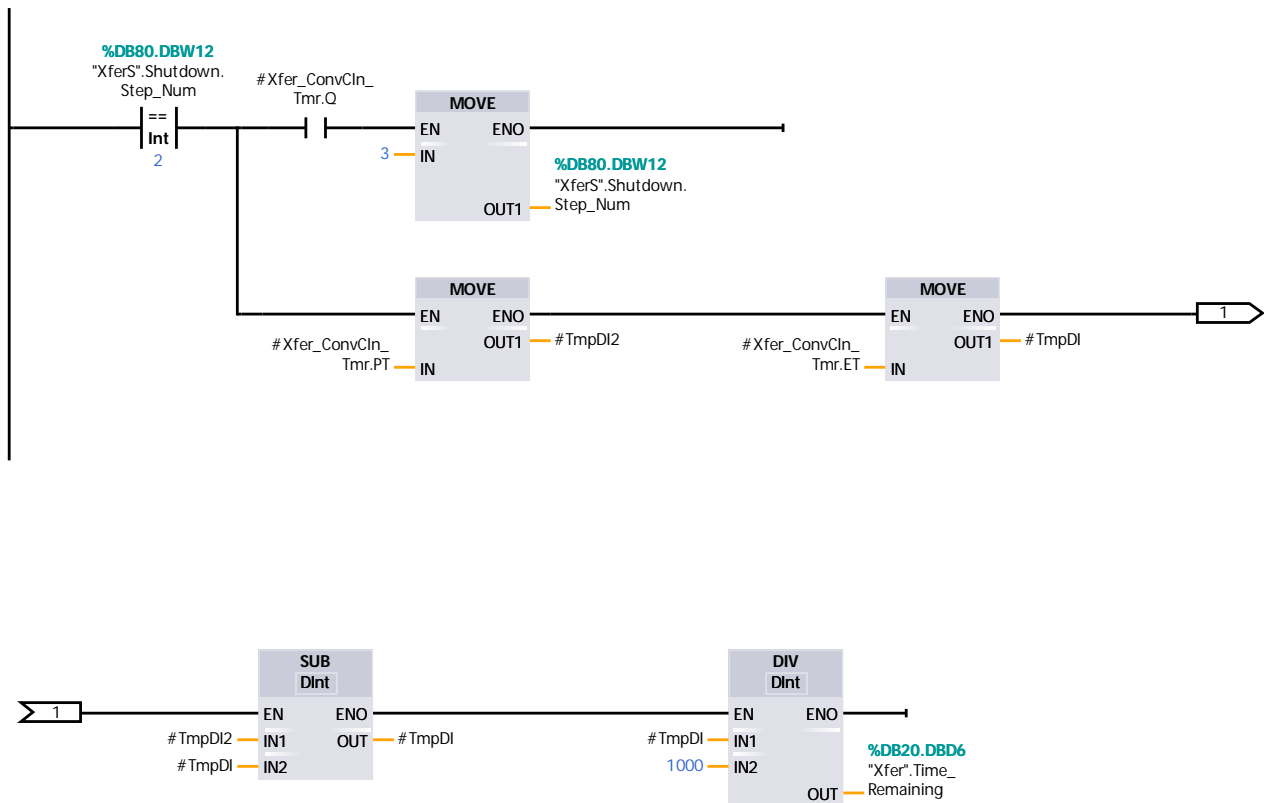 %DB80.DBW12
"XferS".Shutdown.
Step_Num
==
Int
2
#Xfer_ConvCln_
Tmr.Q
MOVE
EN ENO
3 IN
OUT1
%DB80.DBW12
"XferS".Shutdown.
Step_Num
MOVE
EN ENO
OUT1 #TmpDI2
#Xfer_ConvCln_
Tmr.PT IN
MOVE
EN ENO
OUT1 #TmpDI
#Xfer_ConvCln_
Tmr.ET IN
1
1
SUB
DInt
EN ENO
#TmpDI2 IN1 OUT #TmpDI
#TmpDI IN2
DIV
DInt
EN ENO
#TmpDI IN1
1000 IN2
OUT
%DB20.DBD6
"Xfer".Time_
Remaining